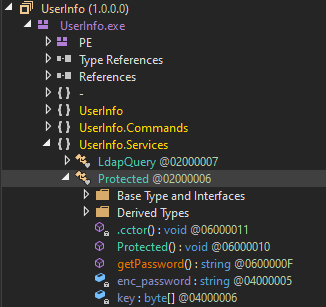 UserInfo (1.0.0.0)
UserInfo.exe
PE
Type References
References
{ } -
{ } UserInfo
{ } UserInfo.Commands
{ } UserInfo.Services
LdapQuery @02000007
Protected @02000006
Base Type and Interfaces
Derived Types
.cctor() : void @06000011
Protected() : void @06000010
getPassword() : string @0600000F
enc_password : string @04000005
key : byte[] @04000006